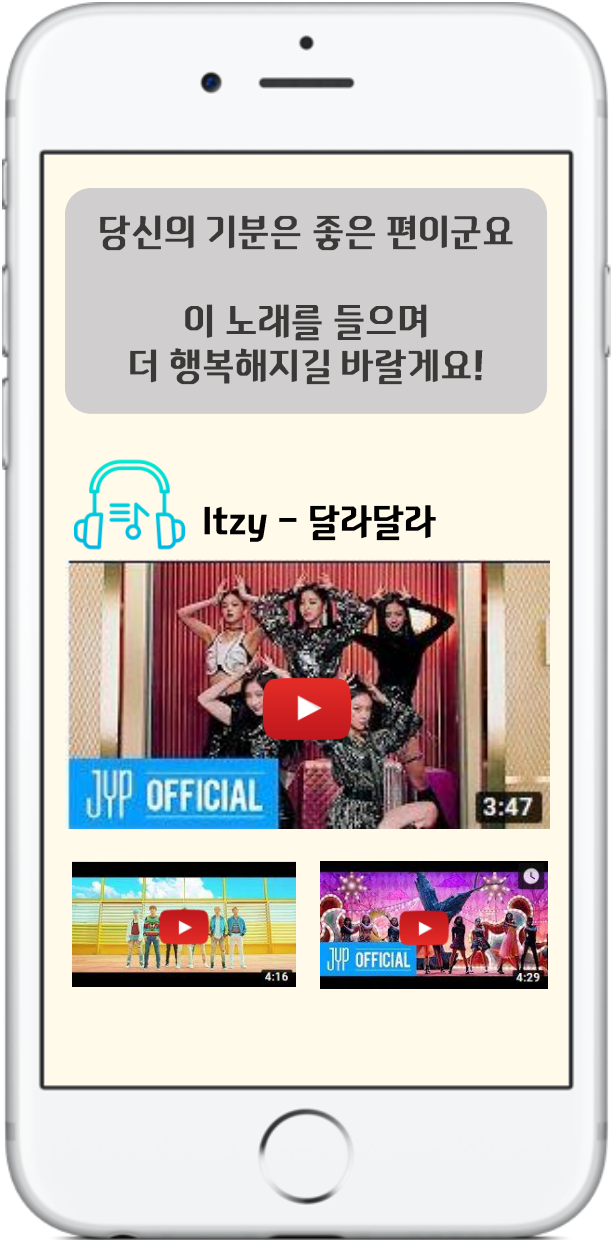 당신의 기분은 좋은 편이군요
이 노래를 들으며
더 행복해지길 바랄게요!
Itzy - 달라달라
JYP OFFICIAL
3:47
4:16
JYP OFFICIAL
4:29